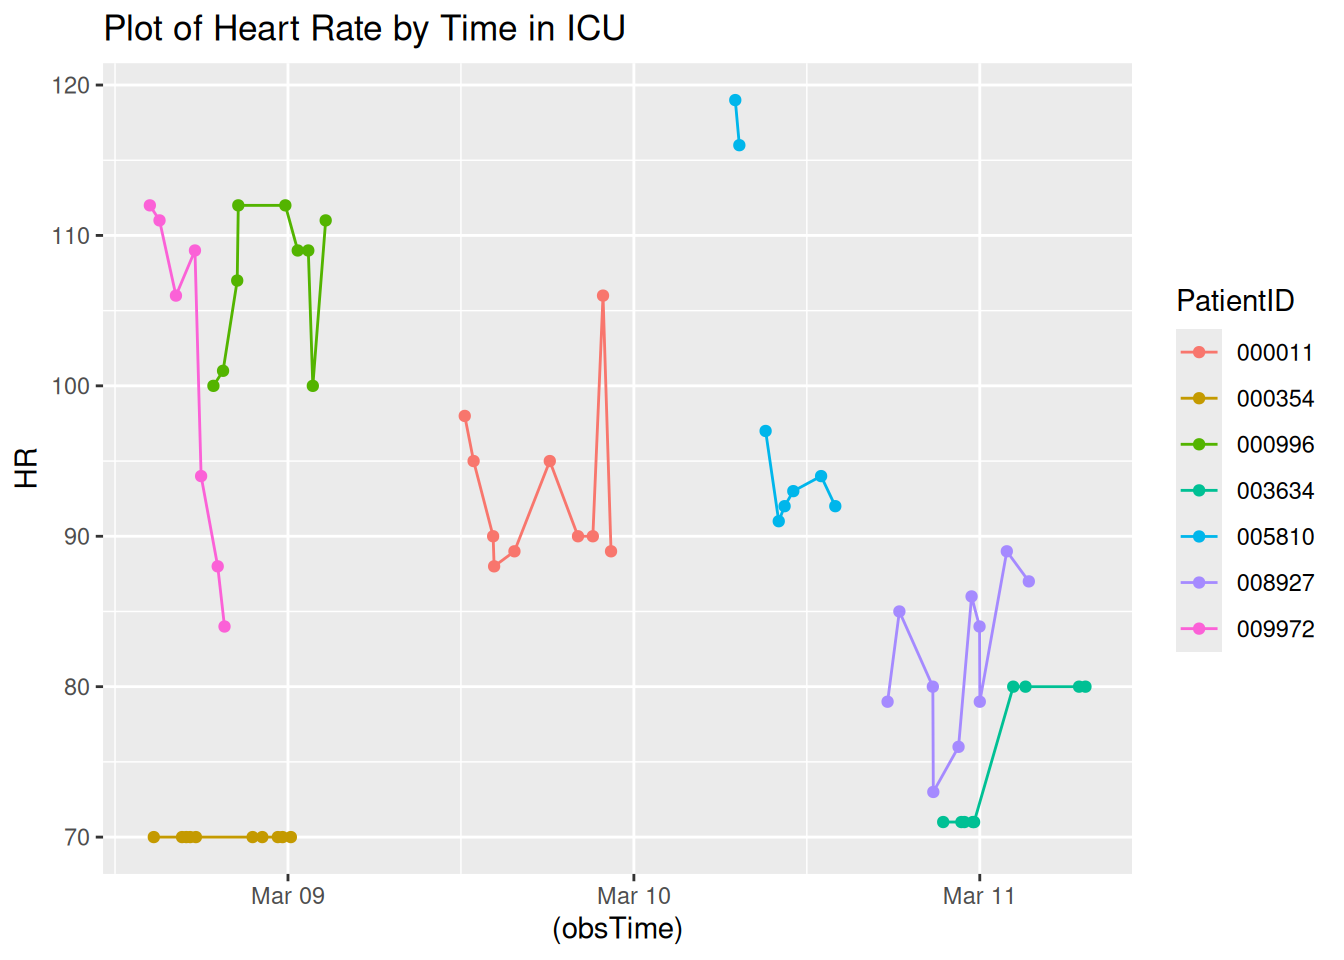 Plot of Heart Rate by Time in ICU
120
110
100
90
80
70
HR
Mar 09
Mar 10
Mar 11
(obsTime)
PatientID
000011
000354
000996
003634
005810
008927
009972